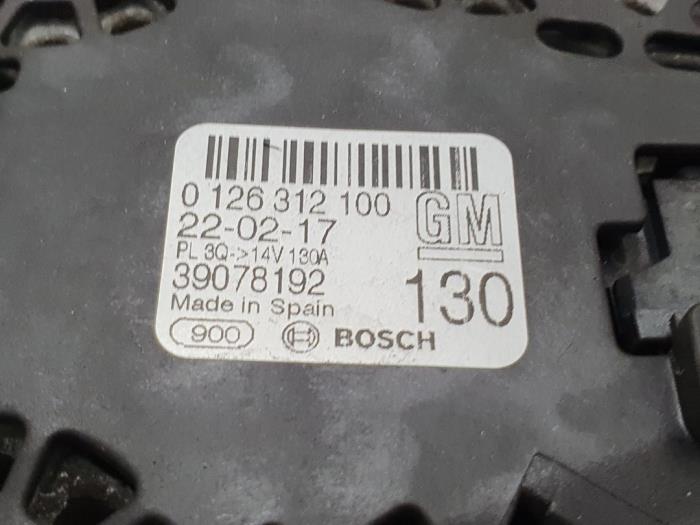 0 126 312 100
22-02-17
GM
PL 3Q->14V 130A
39078192
130
Made in Spain
900
BOSCH